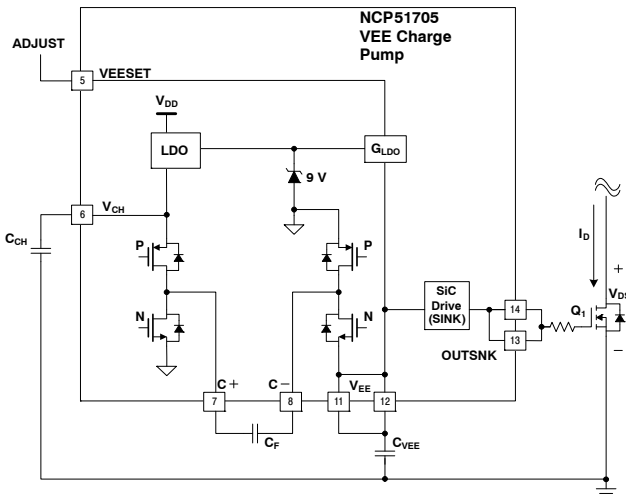 NCP51705
VEE Charge
Pump
ADJUST
5
VEESET
VDD
LDO
GLDO
9 V
6
VCH
CCH
P
P
N
N
ID
+
VDS
−
SiC
Drive
(SINK)
14
13
Q1
OUTSNK
C+
C−
VEE
7
8
11
12
CF
CVEE